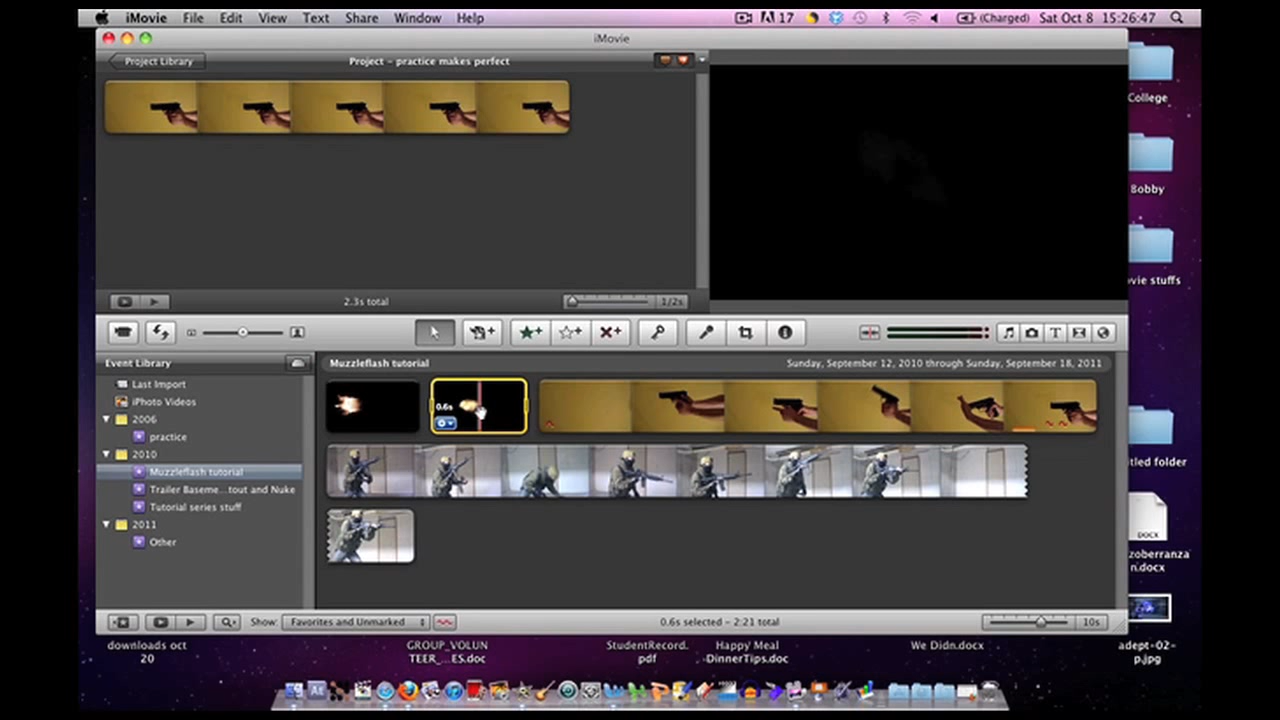 iMovie File Edit View Text Share Window Help 17 (Charged) Sat Oct 8 15:26:47
iMovie
Project Library Project - practice makes perfect
College
Bobby
vie stuffs
2.3s total 1/2s
Event Library
Muzzleflash tutorial Sunday, September 12, 2010 through Sunday, September 18, 2011
Last Import
iPhoto Videos
2006
practice
2010
Muzzleflash tutorial
Trailer Baseme...tout and Nuke
Tutorial series stuff
2011
Other
0.6s
titled folder
DOCX
zoberranza
n.docx
Show: Favorites and Unmarked 0.6s selected - 2:21 total 10s
downloads oct
20
GROUP_VOLUN
TEER_...ES.doc
StudentRecord.
pdf
Happy Meal
DinnerTips.doc
We Didn.docx
adept-02-
p.jpg